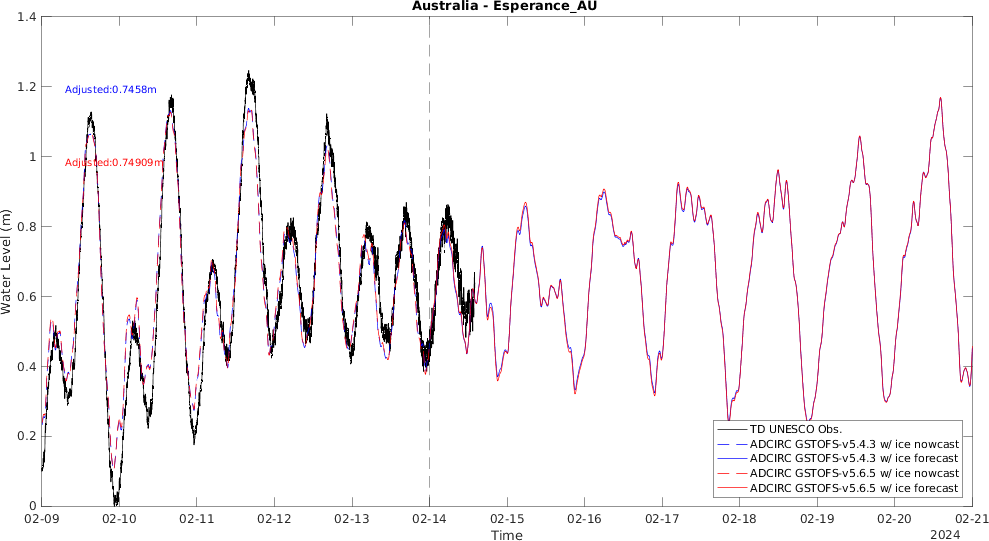 Australia - Esperance_AU
1.4
1.2
1
0.8
0.6
0.4
0.2
0
Water Level (m)
Adjusted:0.7458m
Adjusted:0.74909m
TD UNESCO Obs.
ADCIRC GSTOFS-v5.4.3 w/ ice nowcast
ADCIRC GSTOFS-v5.4.3 w/ ice forecast
ADCIRC GSTOFS-v5.6.5 w/ ice nowcast
ADCIRC GSTOFS-v5.6.5 w/ ice forecast
02-09 02-10 02-11 02-12 02-13 02-14 02-15 02-16 02-17 02-18 02-19 02-20 02-21
Time
2024